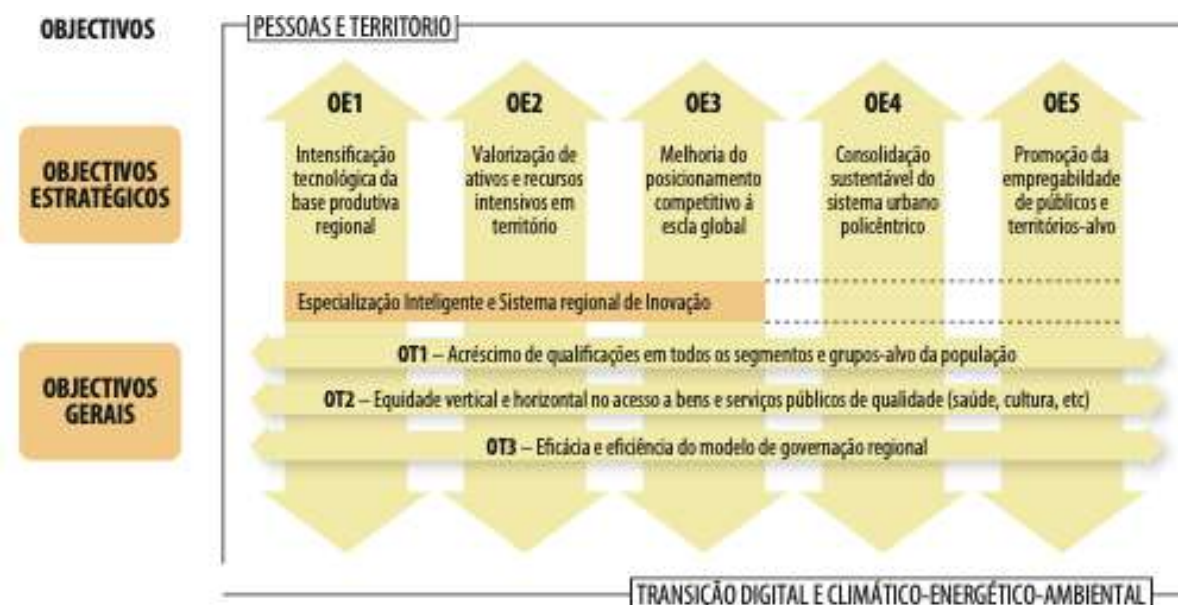 OBJECTIVOS
PESSOAS E TERRITÓRIO
OBJECTIVOS
ESTRATÉGICOS
OE1
Intensificação
tecnológica da
base produtiva
regional
OE2
Valorização de
ativos e recursos
intensivos em
território
OE3
Melhoria do
posicionamento
competitivo á
escla global
OE4
Consolidação
sustentável do
sistema urbano
policêntrico
OE5
Promoção da
empregabildade
de públicos e
territórios-alvo
Especialização Inteligente e Sistema regional de Inovação
OBJECTIVOS
GERAIS
OT1 – Acréscimo de qualificações em todos os segmentos e grupos-alvo da população
OT2 – Equidade vertical e horizontal no acesso a bens e serviços públicos de qualidade (saúde, cultura, etc)
OT3 – Eficácia e eficiência do modelo de governação regional
TRANSIÇÃO DIGITAL E CLIMÁTICO-ENERGÉTICO-AMBIENTAL